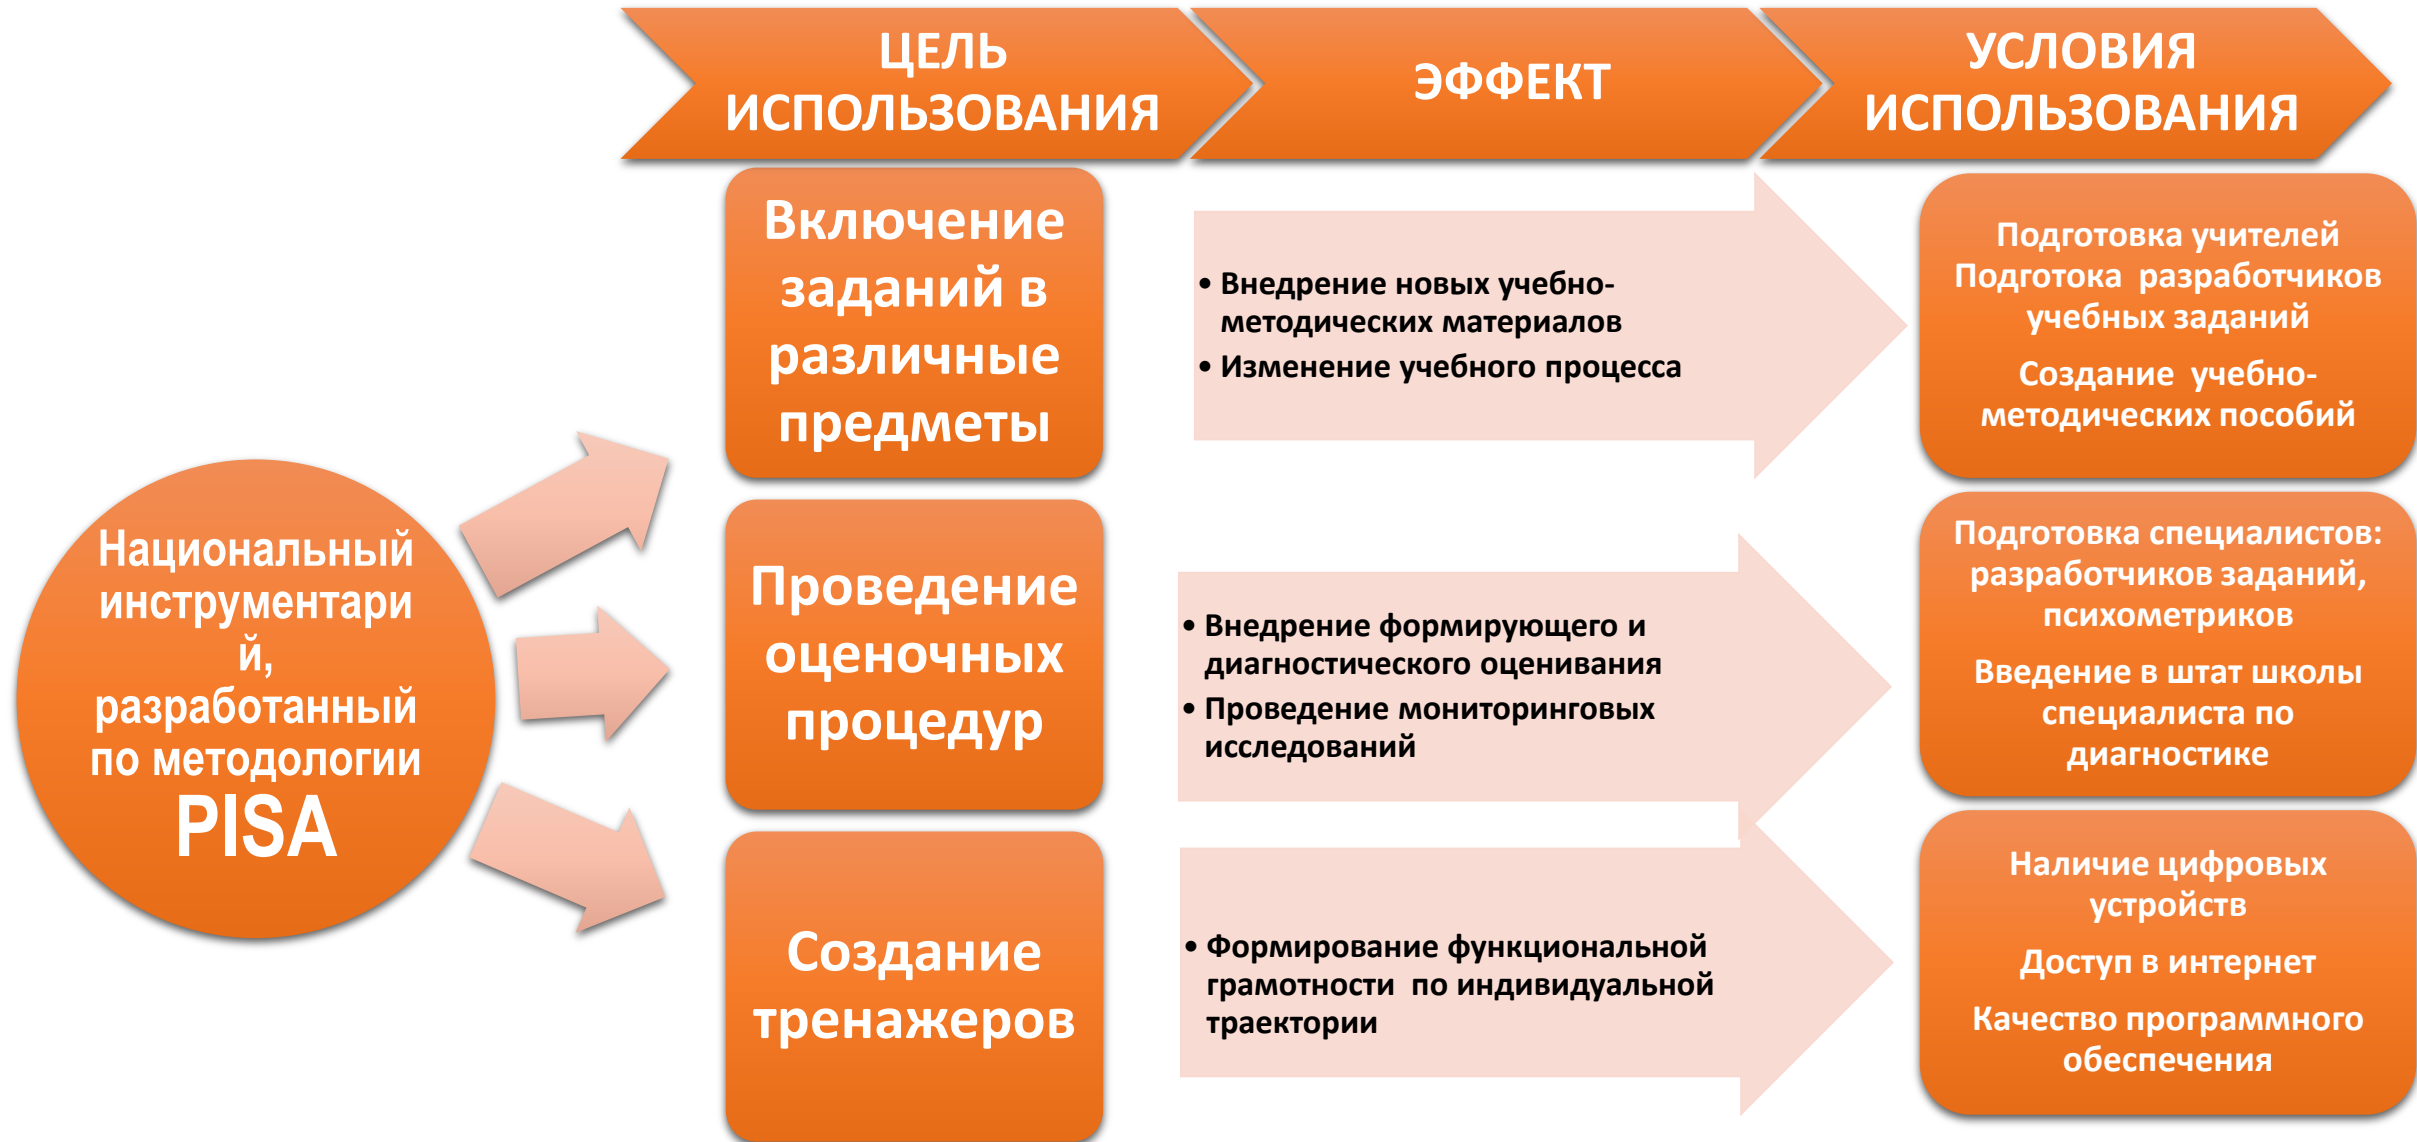 ЦЕЛЬ
ИСПОЛЬЗОВАНИЯ
ЭФФЕКТ
УСЛОВИЯ
ИСПОЛЬЗОВАНИЯ
Национальный
инструментари
й,
разработанный
по методологии
PISA
Включение
заданий в
различные
предметы
• Внедрение новых учебно-
методических материалов
• Изменение учебного процесса
Подготовка учителей
Подготока разработчиков
учебных заданий
Создание учебно-
методических пособий
Проведение
оценочных
процедур
• Внедрение формирующего и
диагностического оценивания
• Проведение мониторинговых
исследований
Подготовка специалистов:
разработчиков заданий,
психометриков
Введение в штат школы
специалиста по
диагностике
Создание
тренажеров
• Формирование функциональной
грамотности по индивидуальной
траектории
Наличие цифровых
устройств
Доступ в интернет
Качество программного
обеспечения